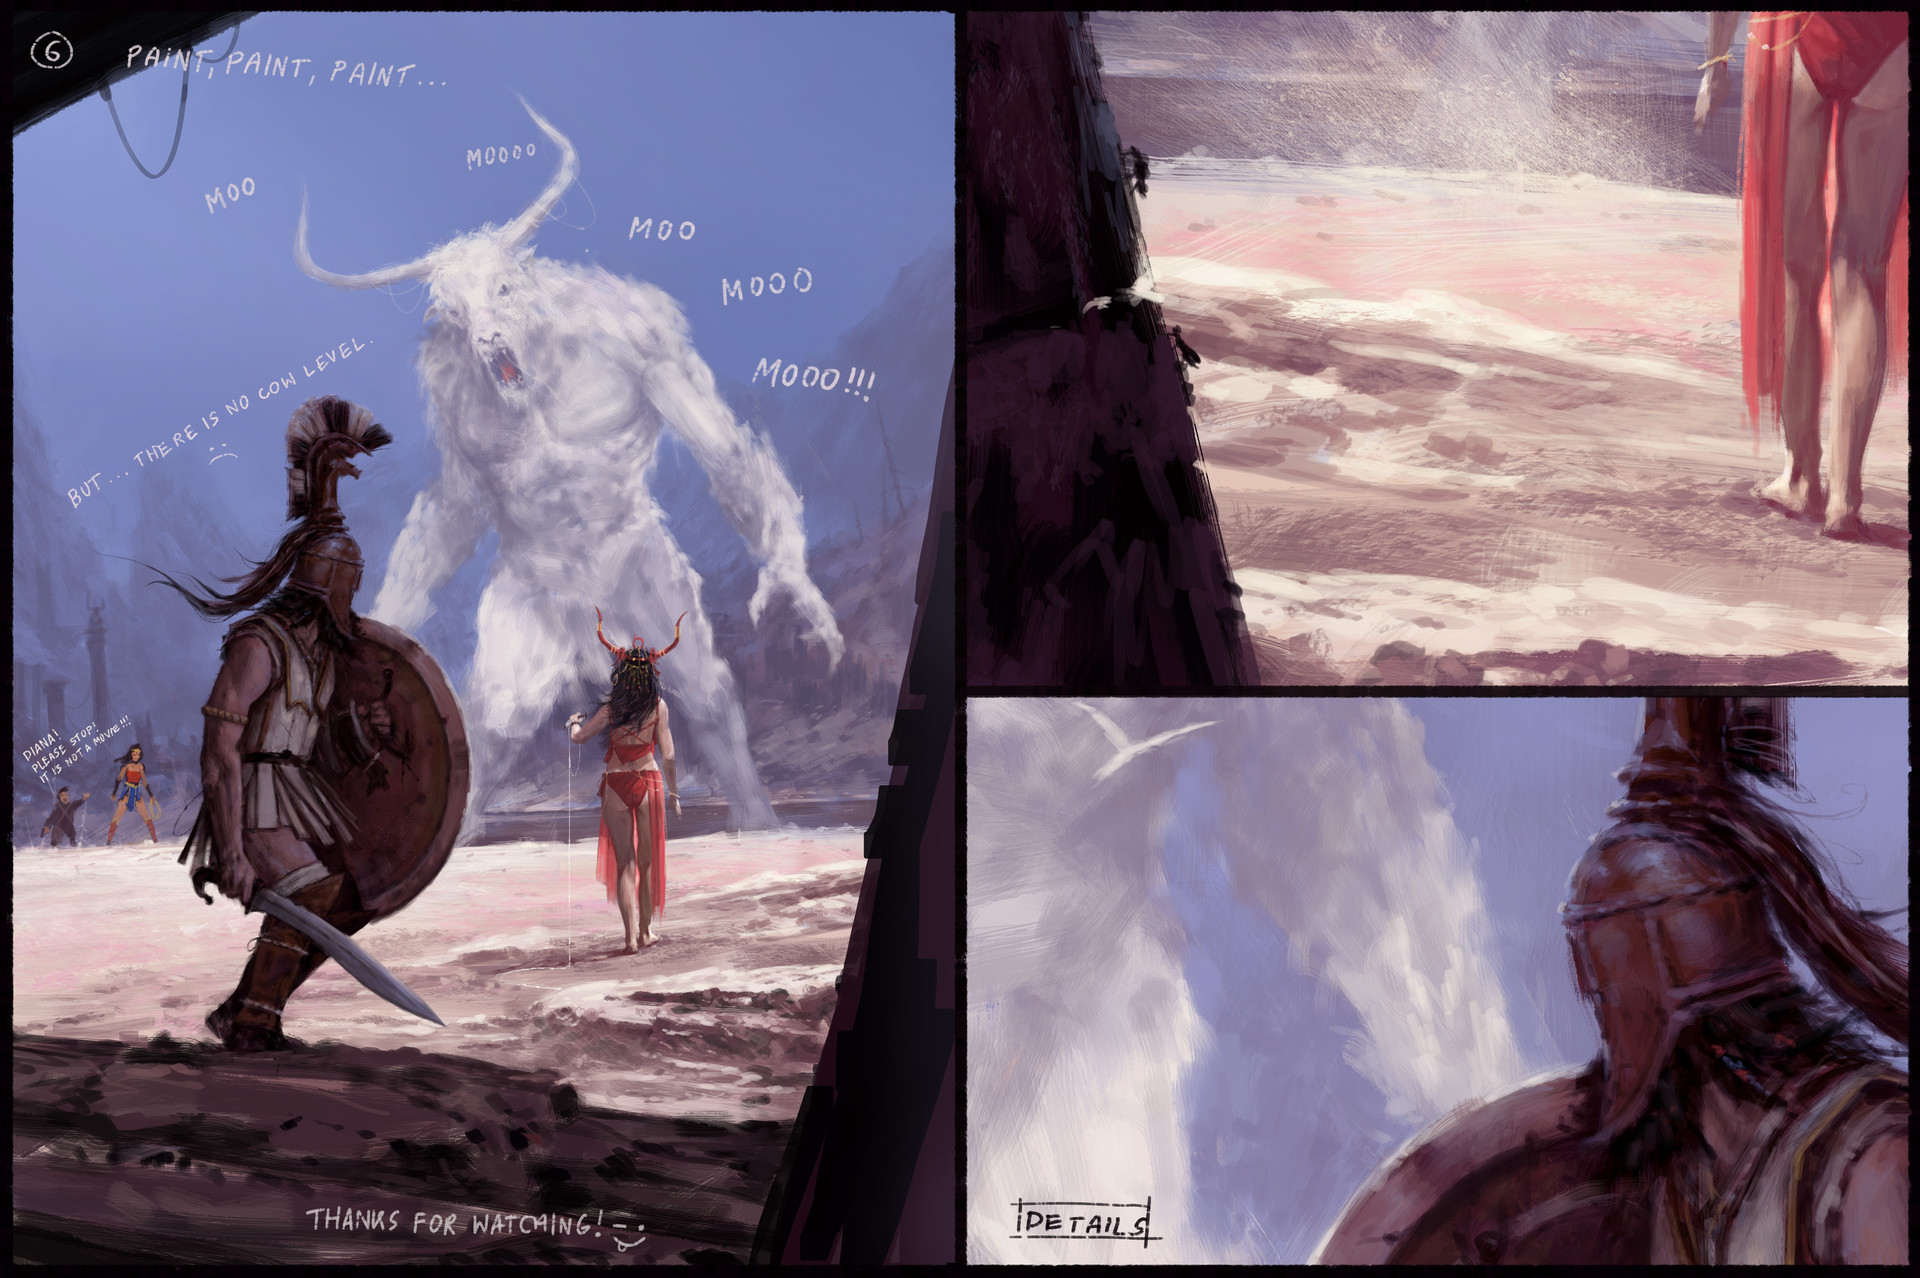 6
PAINT, PAINT, PAINT...
MOO
MOOOO
MOO
MOOO
MOOO!!!
BUT... THERE IS NO COW LEVEL.
DIANA!
PLEASE STOP!
IT IS NOT A MOVIE!!!
THANKS FOR WATCHING!
DETAILS